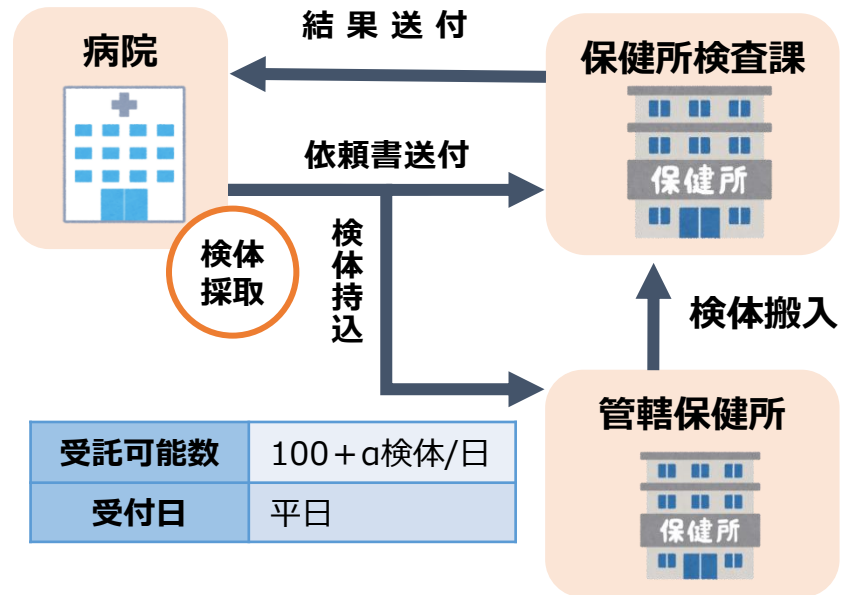 結果送付
病院
保健所検査課
保健所
依頼書送付
検体
採取
検体持込
検体搬入
管轄保健所
保健所
受託可能数 100+α検体/日
受付日 平日